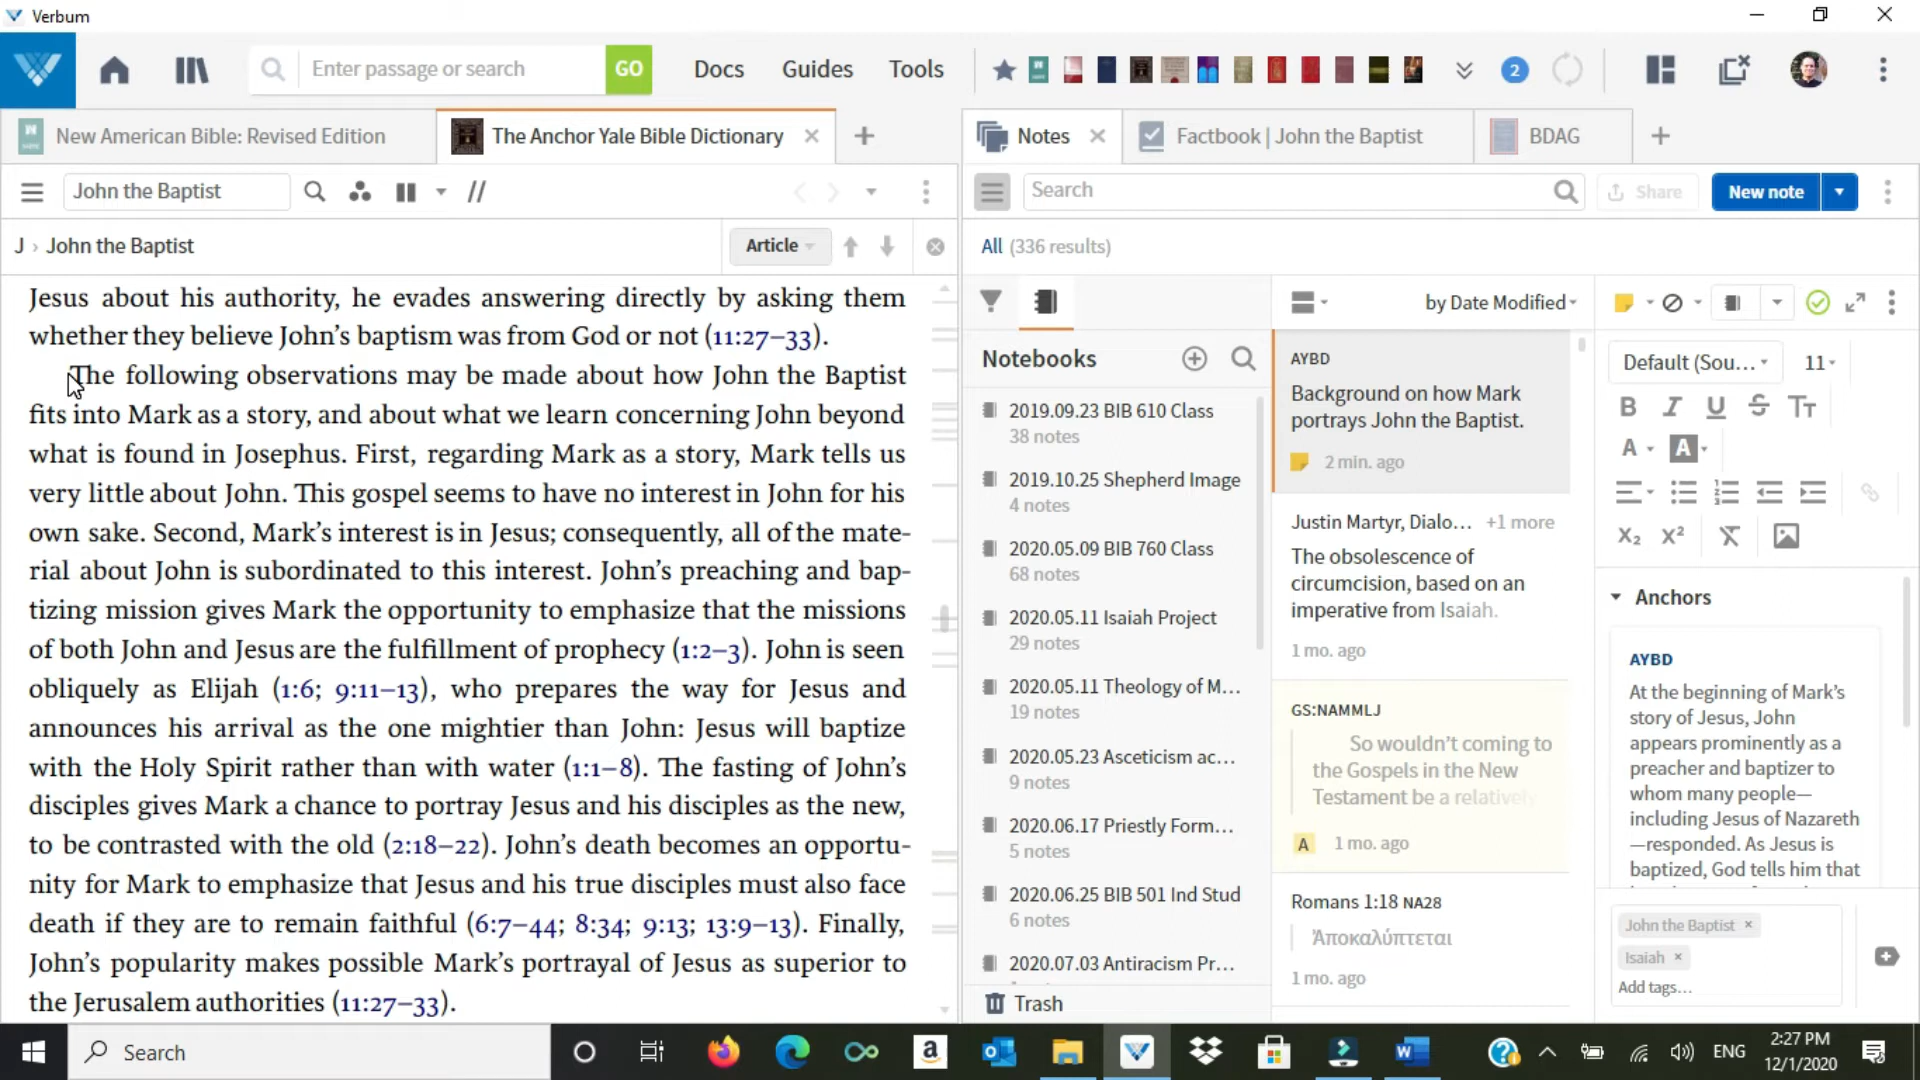 Verbum
Enter passage or search
GO
Docs
Guides
Tools
2
New American Bible: Revised Edition
The Anchor Yale Bible Dictionary
Notes
Factbook | John the Baptist
BDAG
John the Baptist
Search
Share
New note
J › John the Baptist
Article
All (336 results)
Jesus about his authority, he evades answering directly by asking them
whether they believe John’s baptism was from God or not (11:27–33).
The following observations may be made about how John the Baptist
fits into Mark as a story, and about what we learn concerning John beyond
what is found in Josephus. First, regarding Mark as a story, Mark tells us
very little about John. This gospel seems to have no interest in John for his
own sake. Second, Mark’s interest is in Jesus; consequently, all of the mate-
rial about John is subordinated to this interest. John’s preaching and bap-
tizing mission gives Mark the opportunity to emphasize that the missions
of both John and Jesus are the fulfillment of prophecy (1:2–3). John is seen
obliquely as Elijah (1:6; 9:11–13), who prepares the way for Jesus and
announces his arrival as the one mightier than John: Jesus will baptize
with the Holy Spirit rather than with water (1:1–8). The fasting of John’s
disciples gives Mark a chance to portray Jesus and his disciples as the new,
to be contrasted with the old (2:18–22). John’s death becomes an opportu-
nity for Mark to emphasize that Jesus and his true disciples must also face
death if they are to remain faithful (6:7–44; 8:34; 9:13; 13:9–13). Finally,
John’s popularity makes possible Mark’s portrayal of Jesus as superior to
the Jerusalem authorities (11:27–33).
Notebooks
2019.09.23 BIB 610 Class
38 notes
2019.10.25 Shepherd Image
4 notes
2020.05.09 BIB 760 Class
68 notes
2020.05.11 Isaiah Project
29 notes
2020.05.11 Theology of M...
19 notes
2020.05.23 Asceticism ac...
9 notes
2020.06.17 Priestly Form...
5 notes
2020.06.25 BIB 501 Ind Stud
6 notes
2020.07.03 Antiracism Pr...
Trash
by Date Modified
AYBD
Background on how Mark
portrays John the Baptist.
2 min. ago
Justin Martyr, Dialo... +1 more
The obsolescence of
circumcision, based on an
imperative from Isaiah.
1 mo. ago
GS:NAMMLJ
So wouldn’t coming to
the Gospels in the New
Testament be a relatively
A 1 mo. ago
Romans 1:18 NA28
Ἀποκαλύπτεται
1 mo. ago
Default (Sou... 11
B I U S Tт
A A
X₂ X²
Anchors
AYBD
At the beginning of Mark’s
story of Jesus, John
appears prominently as a
preacher and baptizer to
whom many people—
including Jesus of Nazareth
—responded. As Jesus is
baptized, God tells him that
John the Baptist ×
Isaiah ×
Add tags...
Search
ENG
2:27 PM
12/1/2020